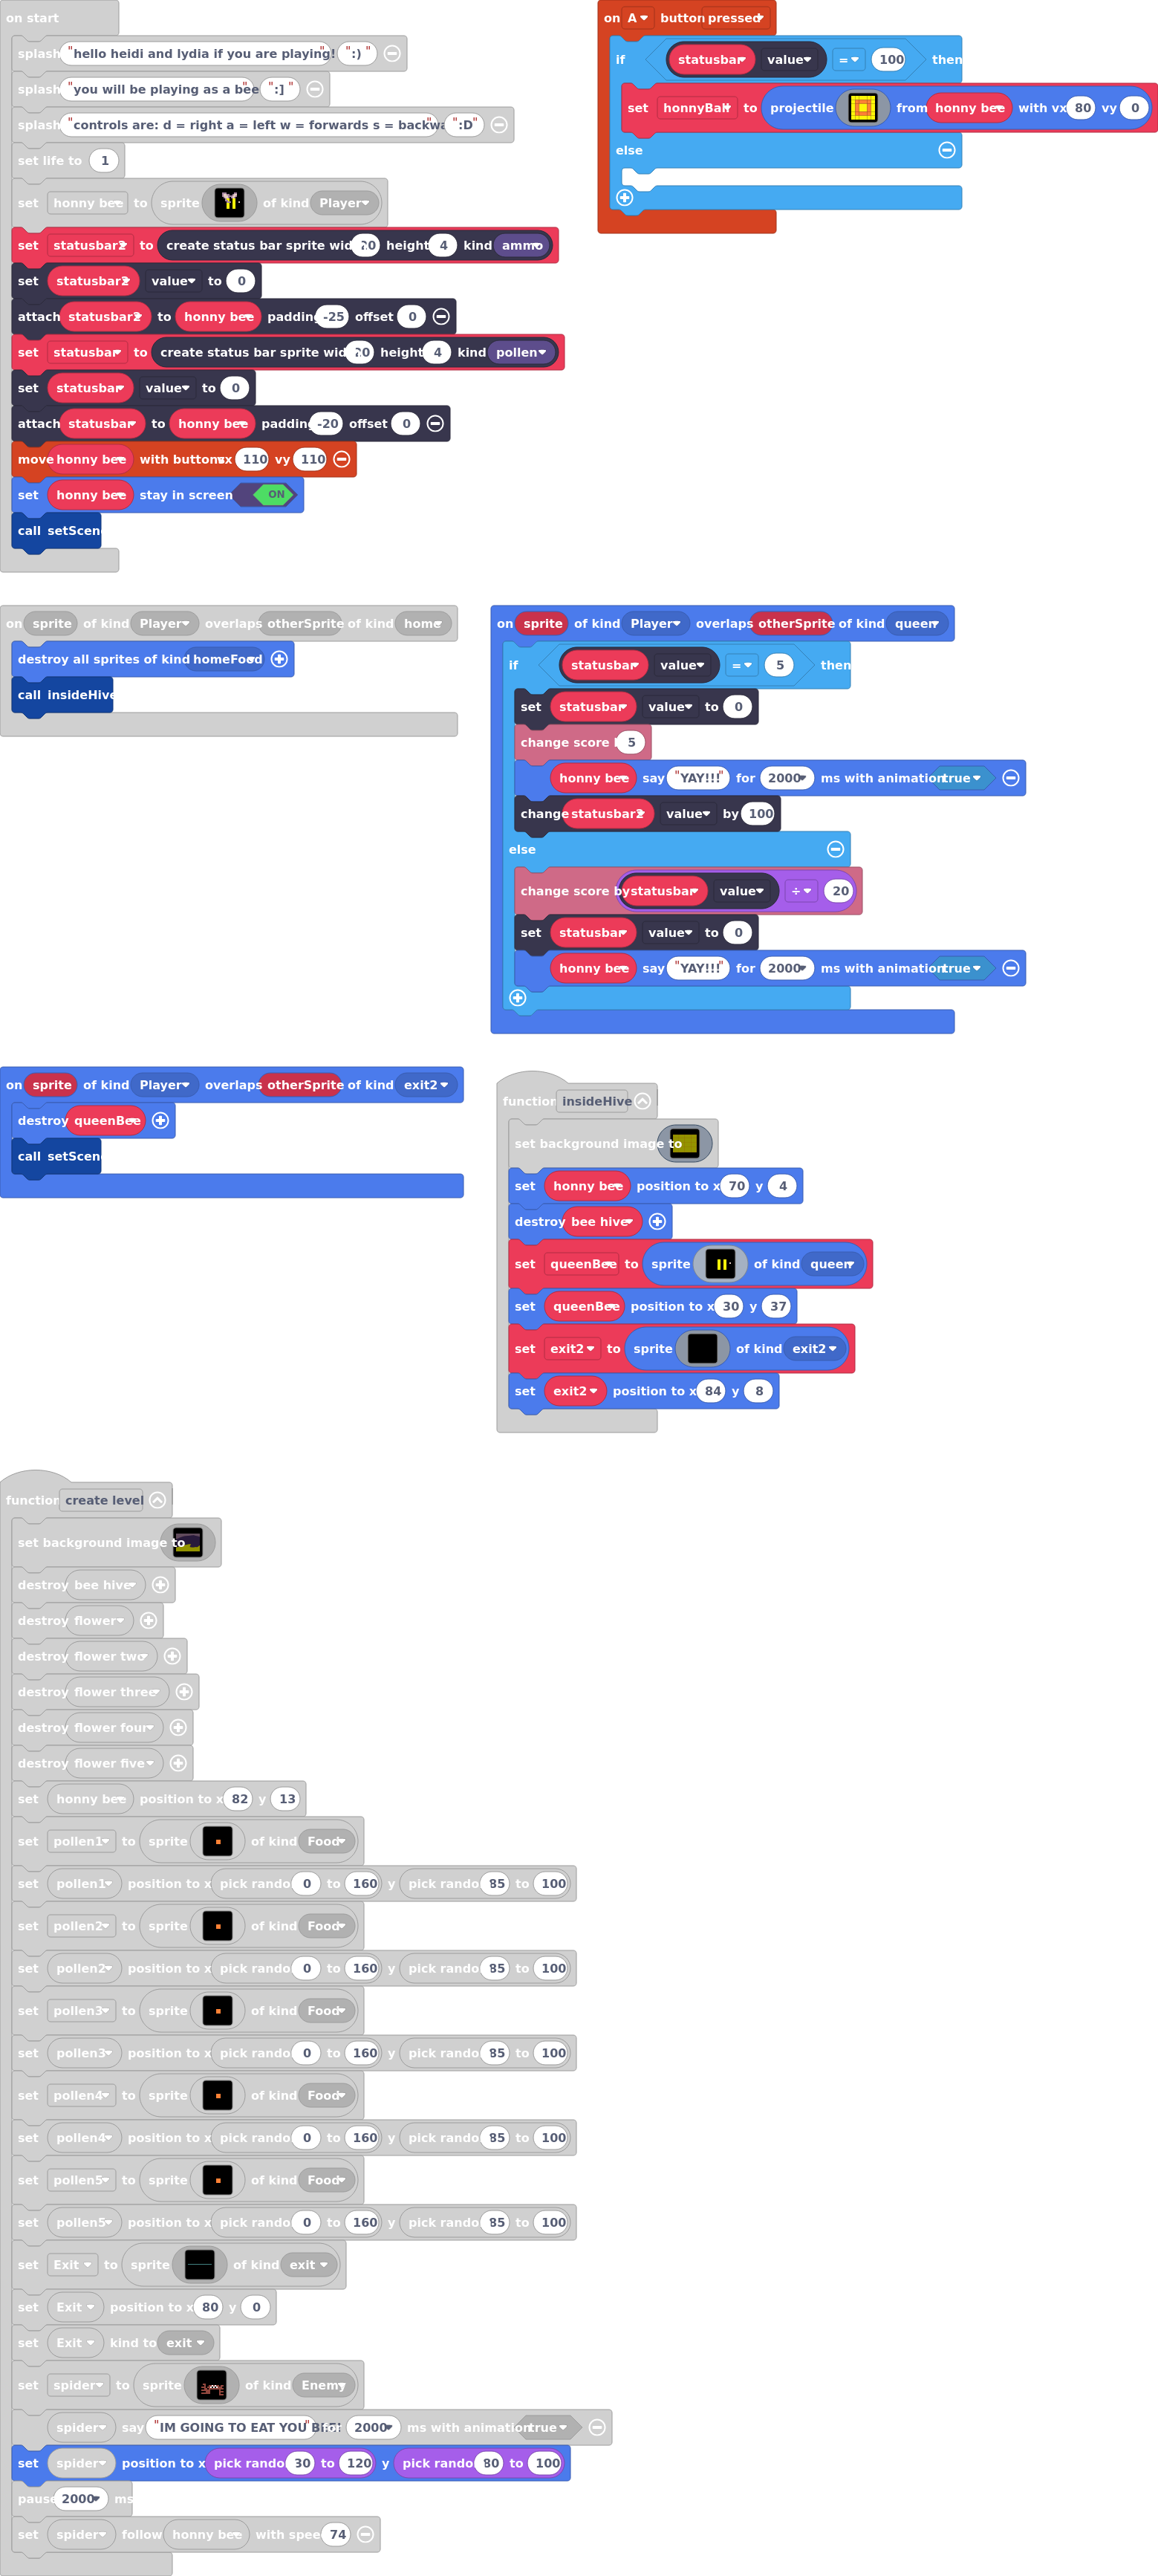 on start
splash "hello heidi and lydia if you are playing!" ":) "
splash "you will be playing as a bee" ":] "
splash "controls are: d = right a = left w = forwards s = backwa" ":D"
set life to 1
set honny bee to sprite of kind Player
set statusbar2 to create status bar sprite wid 20 height 4 kind ammo
set statusbar2 value to 0
attach statusbar2 to honny bee padding -25 offset 0
set statusbar to create status bar sprite wid 20 height 4 kind pollen
set statusbar value to 0
attach statusbar to honny bee padding -20 offset 0
move honny bee with buttons vx 110 vy 110
set honny bee stay in screen ON
call setScen
on A button pressed
if statusbar value = 100 then
set honnyBall to projectile from honny bee with vx 80 vy 0
else
on sprite of kind Player overlaps otherSprite of kind home
destroy all sprites of kind homeFood
call insideHive
on sprite of kind Player overlaps otherSprite of kind queen
if statusbar value = 5 then
set statusbar value to 0
change score 5
honny bee say "YAY!!!" for 2000 ms with animation true
change statusbar2 value by 100
else
change score by statusbar value ÷ 20
set statusbar value to 0
honny bee say "YAY!!!" for 2000 ms with animation true
on sprite of kind Player overlaps otherSprite of kind exit2
destroy queenBee
call setScen
function insideHive
set background image to
set honny bee position to x 70 y 4
destroy bee hive
set queenBee to sprite of kind queen
set queenBee position to x 30 y 37
set exit2 to sprite of kind exit2
set exit2 position to x 84 y 8
function create level
set background image to
destroy bee hive
destroy flower
destroy flower two
destroy flower three
destroy flower four
destroy flower five
set honny bee position to x 82 y 13
set pollen1 to sprite of kind Food
set pollen1 position to x pick rando 0 to 160 y pick rando 85 to 100
set pollen2 to sprite of kind Food
set pollen2 position to x pick rando 0 to 160 y pick rando 85 to 100
set pollen3 to sprite of kind Food
set pollen3 position to x pick rando 0 to 160 y pick rando 85 to 100
set pollen4 to sprite of kind Food
set pollen4 position to x pick rando 0 to 160 y pick rando 85 to 100
set pollen5 to sprite of kind Food
set pollen5 position to x pick rando 0 to 160 y pick rando 85 to 100
set Exit to sprite of kind exit
set Exit position to x 80 y 0
set Exit kind to exit
set spider to sprite of kind Enemy
spider say "IM GOING TO EAT YOU" 2000 ms with animation true
set spider position to x pick rando 30 to 120 y pick rando 80 to 100
pause 2000 ms
set spider follow honny bee with spee 74